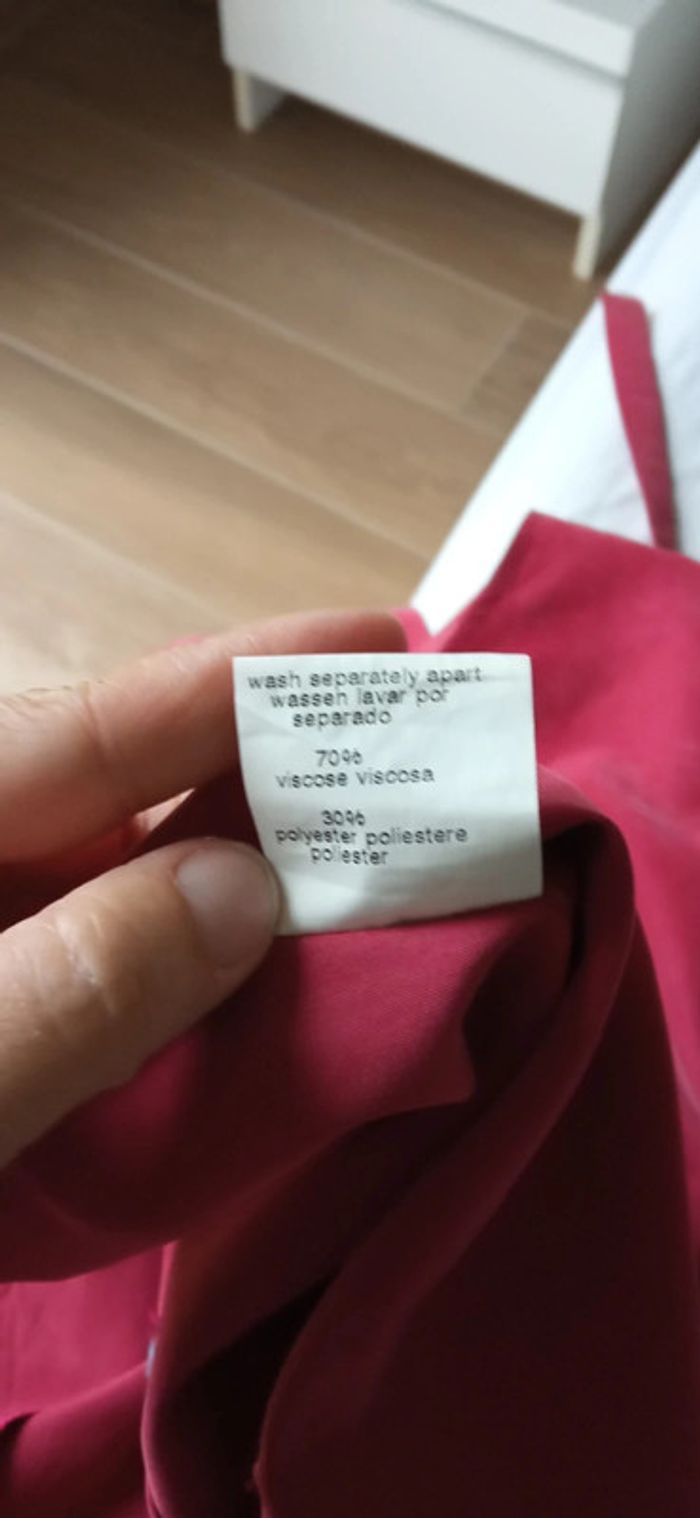 wash separately apart
wassen lavar por
separado
70%
viscose viscosa
30%
polyester poliestere
poliester